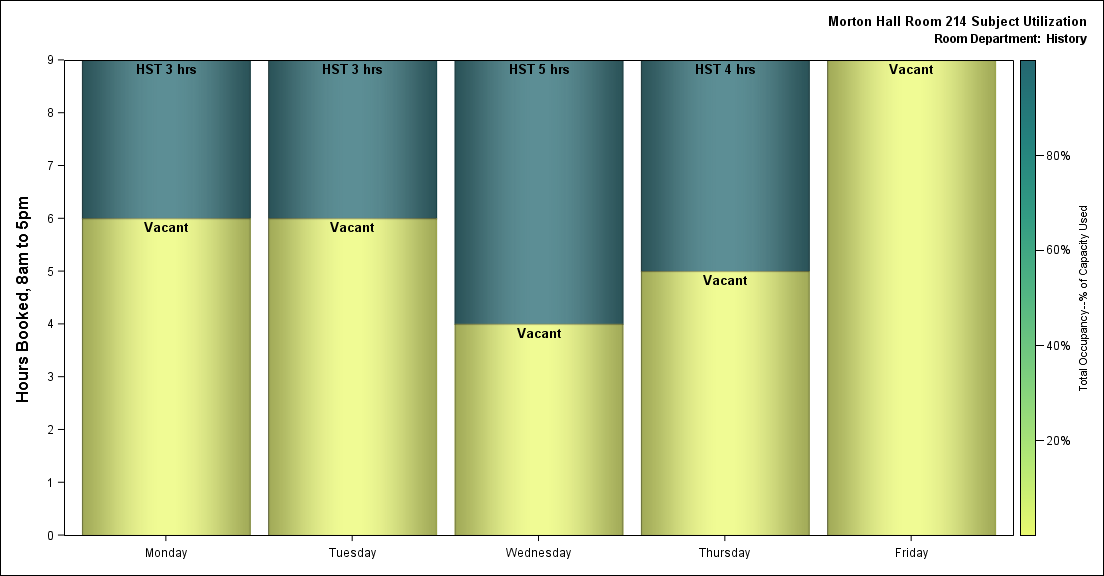 Morton Hall Room 214 Subject Utilization
Room Department: History
Hours Booked, 8am to 5pm
9
8
7
6
5
4
3
2
1
0
HST 3 hrs
Vacant
HST 3 hrs
Vacant
HST 5 hrs
Vacant
HST 4 hrs
Vacant
Vacant
Monday
Tuesday
Wednesday
Thursday
Friday
80%
60%
40%
20%
Total Occupancy--% of Capacity Used